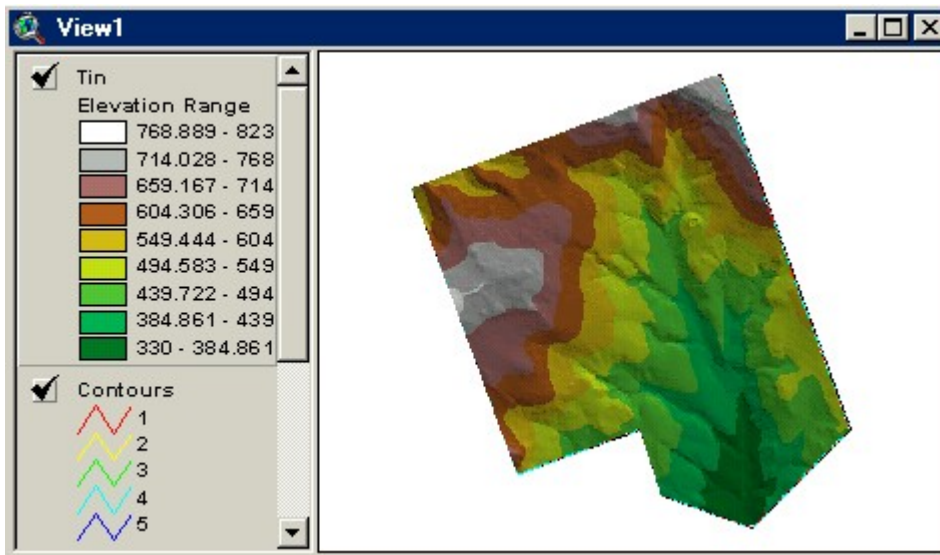 View1
Tin
Elevation Range
768.889 - 823
714.028 - 768
659.167 - 714
604.306 - 659
549.444 - 604
494.583 - 549
439.722 - 494
384.861 - 439
330 - 384.861
Contours
1
2
3
4
5